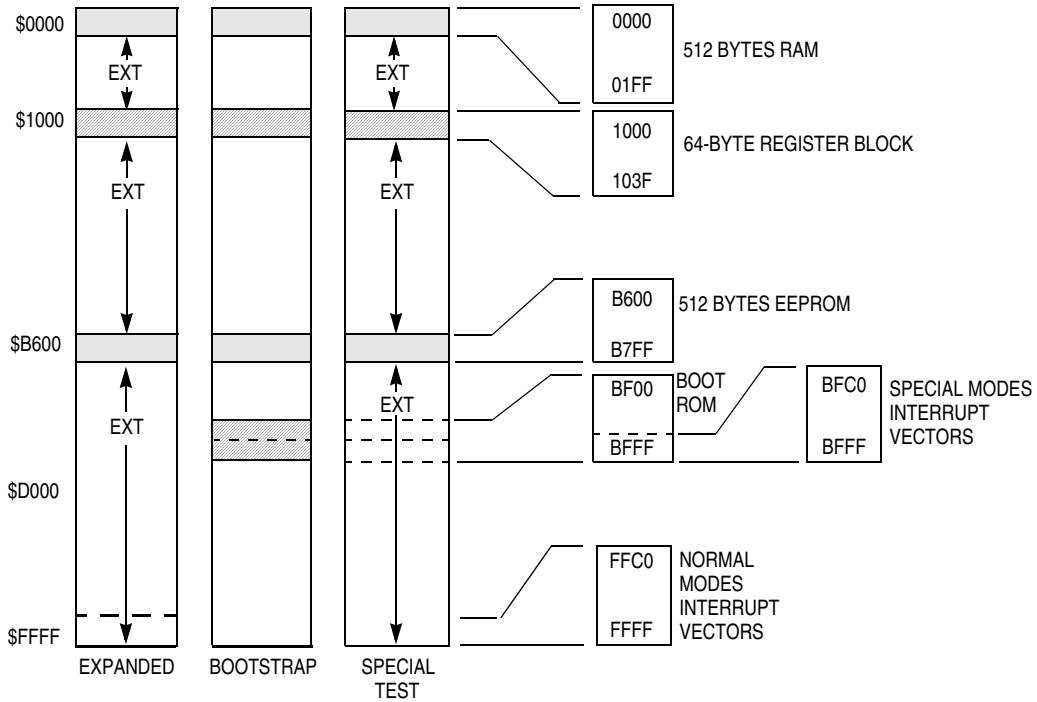 $0000
EXT
EXT
0000
01FF
512 BYTES RAM
$1000
1000
103F
64-BYTE REGISTER BLOCK
EXT
EXT
$B600
B600
B7FF
512 BYTES EEPROM
EXT
EXT
BF00
BFFF
BOOT
ROM
BFC0
BFFF
SPECIAL MODES
INTERRUPT
VECTORS
$D000
FFC0
FFFF
NORMAL
MODES
INTERRUPT
VECTORS
$FFFF
EXPANDED
BOOTSTRAP
SPECIAL
TEST